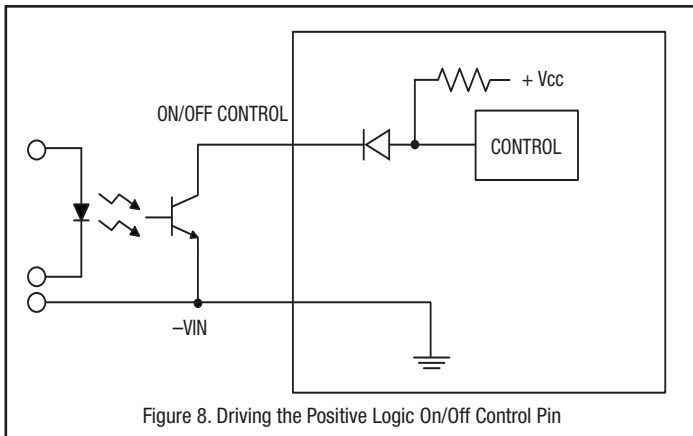 + Vcc
ON/OFF CONTROL
CONTROL
–VIN
Figure 8. Driving the Positive Logic On/Off Control Pin